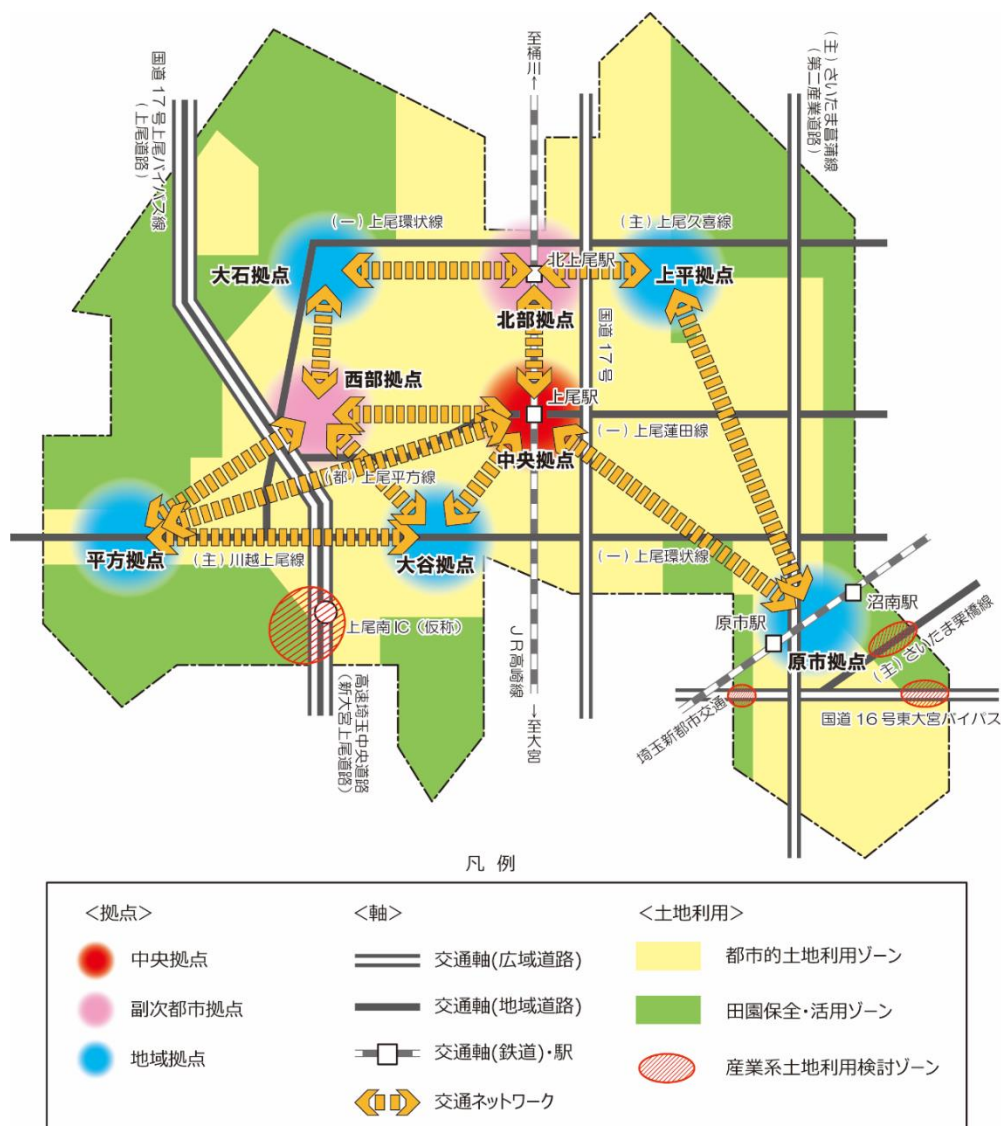 至桶川→
国道17号上尾バイパス線
(上尾道路)
(主)さいたま菖蒲線
(第二産業道路)
(一)上尾環状線
(主)上尾久喜線
大石拠点
北上尾駅
上平拠点
北部拠点
国道17号
西部拠点
上尾駅
(一)上尾蓮田線
中央拠点
(都)上尾平方線
平方拠点
(主)川越上尾線
大谷拠点
(一)上尾環状線
沼南駅
上尾南IC(仮称)
原市駅
原市拠点
(主)さいたま栗橋線
JR高崎線
高速埼玉中央道路
(新大宮上尾道路)
←至大宮
埼玉新都市交通
国道16号東大宮バイパス
凡 例
<拠点>
中央拠点
副次都市拠点
地域拠点
<軸>
交通軸(広域道路)
交通軸(地域道路)
交通軸(鉄道)・駅
交通ネットワーク
<土地利用>
都市的土地利用ゾーン
田園保全・活用ゾーン
産業系土地利用検討ゾーン